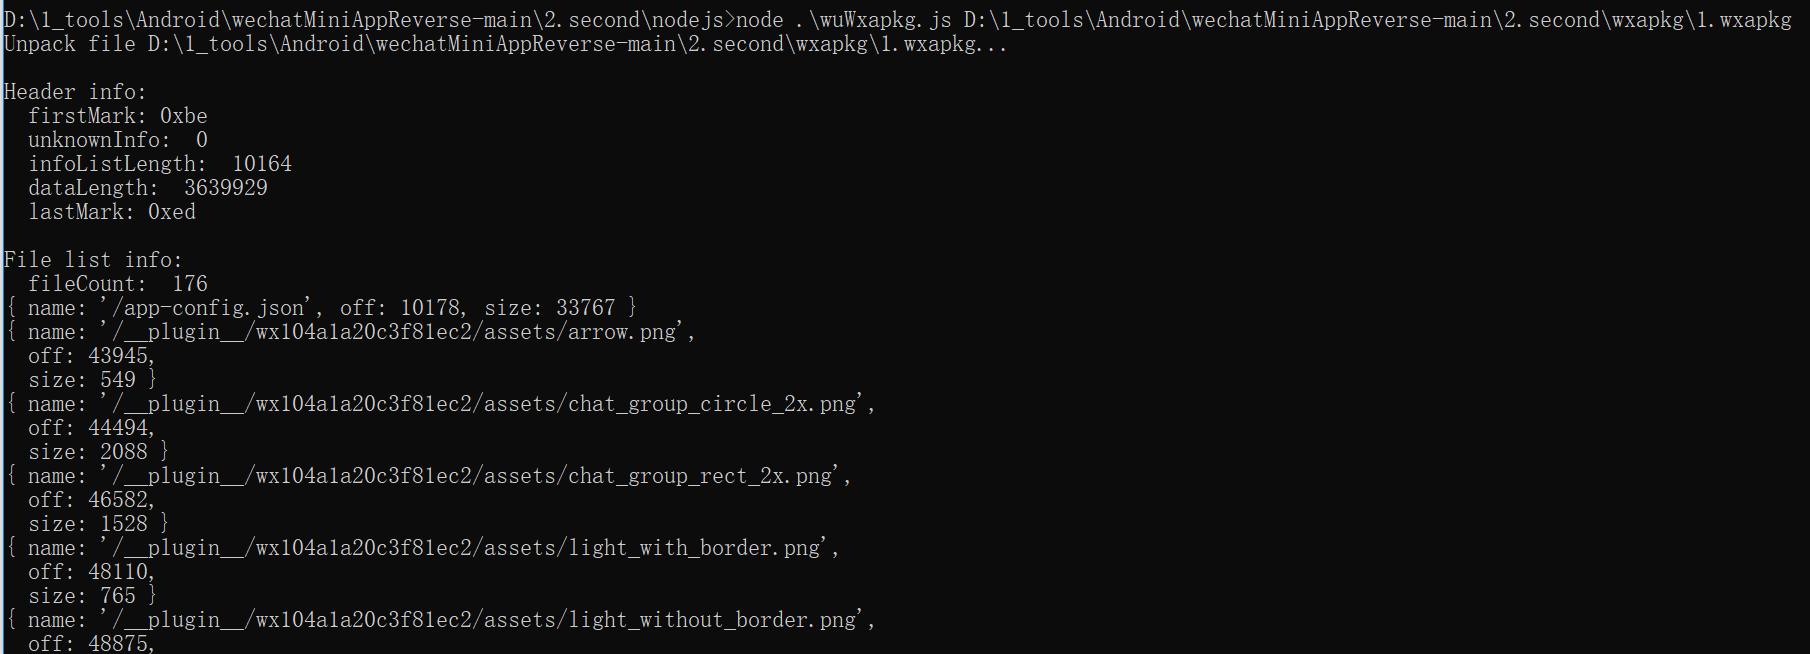 D:\1_tools\Android\wechatMiniAppReverse-main\2.second\nodejs>node .\wuWxapkg.js D:\1_tools\Android\wechatMiniAppReverse-main\2.second\wxapkg\1.wxapkg
Unpack file D:\1_tools\Android\wechatMiniAppReverse-main\2.second\wxapkg\1.wxapkg...
Header info:
  firstMark: 0xbe
  unknownInfo:  0
  infoListLength:  10164
  dataLength:  3639929
  lastMark: 0xed
File list info:
  fileCount:  176
{ name: '/app-config.json', off: 10178, size: 33767 }
{ name: '/__plugin__/wx104a1a20c3f81ec2/assets/arrow.png',
  off: 43945,
  size: 549 }
{ name: '/__plugin__/wx104a1a20c3f81ec2/assets/chat_group_circle_2x.png',
  off: 44494,
  size: 2088 }
{ name: '/__plugin__/wx104a1a20c3f81ec2/assets/chat_group_rect_2x.png',
  off: 46582,
  size: 1528 }
{ name: '/__plugin__/wx104a1a20c3f81ec2/assets/light_with_border.png',
  off: 48110,
  size: 765 }
{ name: '/__plugin__/wx104a1a20c3f81ec2/assets/light_without_border.png',
  off: 48875,